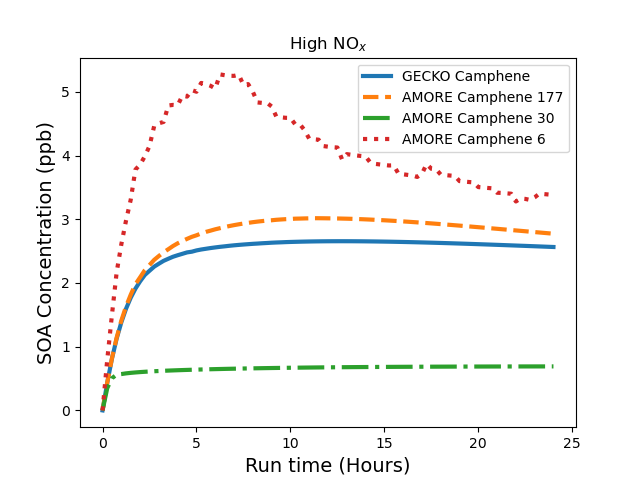 High NOx
GECKO Camphene
AMORE Camphene 177
AMORE Camphene 30
AMORE Camphene 6
SOA Concentration (ppb)
5
4
3
2
1
0
0 5 10 15 20 25
Run time (Hours)